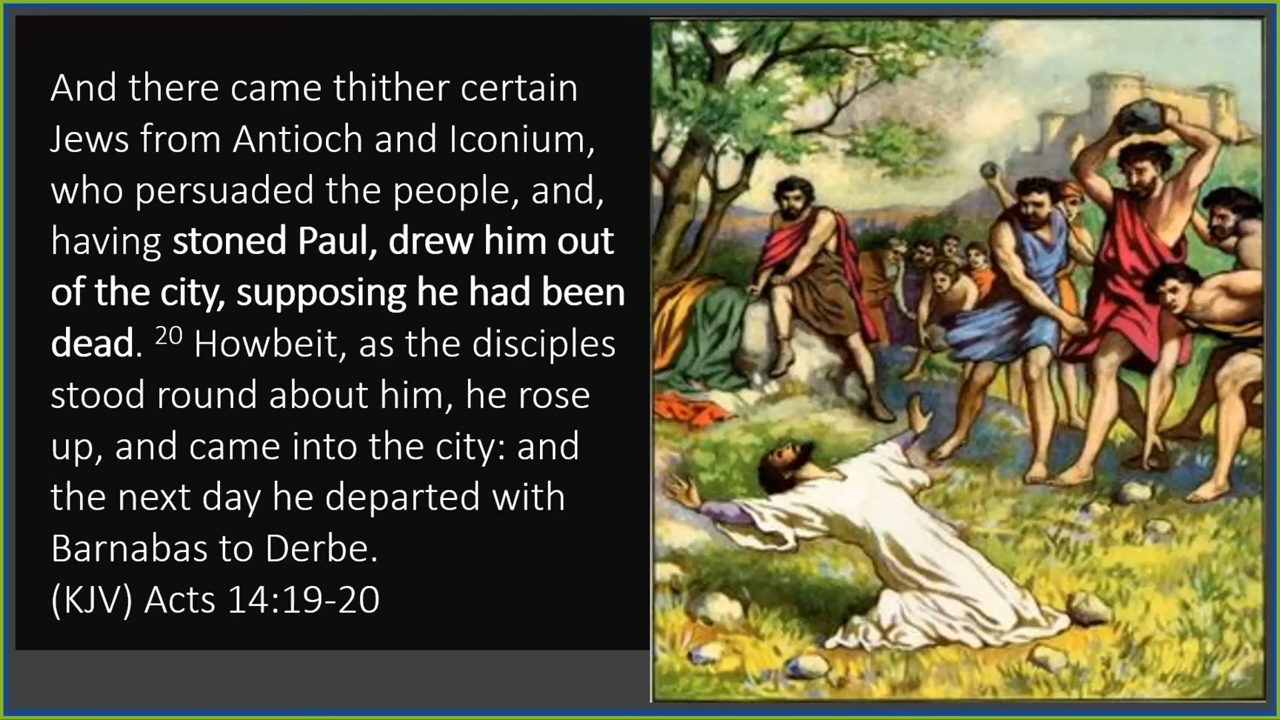 And there came thither certain
Jews from Antioch and Iconium,
who persuaded the people, and,
having stoned Paul, drew him out
of the city, supposing he had been
dead. 20 Howbeit, as the disciples
stood round about him, he rose
up, and came into the city: and
the next day he departed with
Barnabas to Derbe.
(KJV) Acts 14:19-20